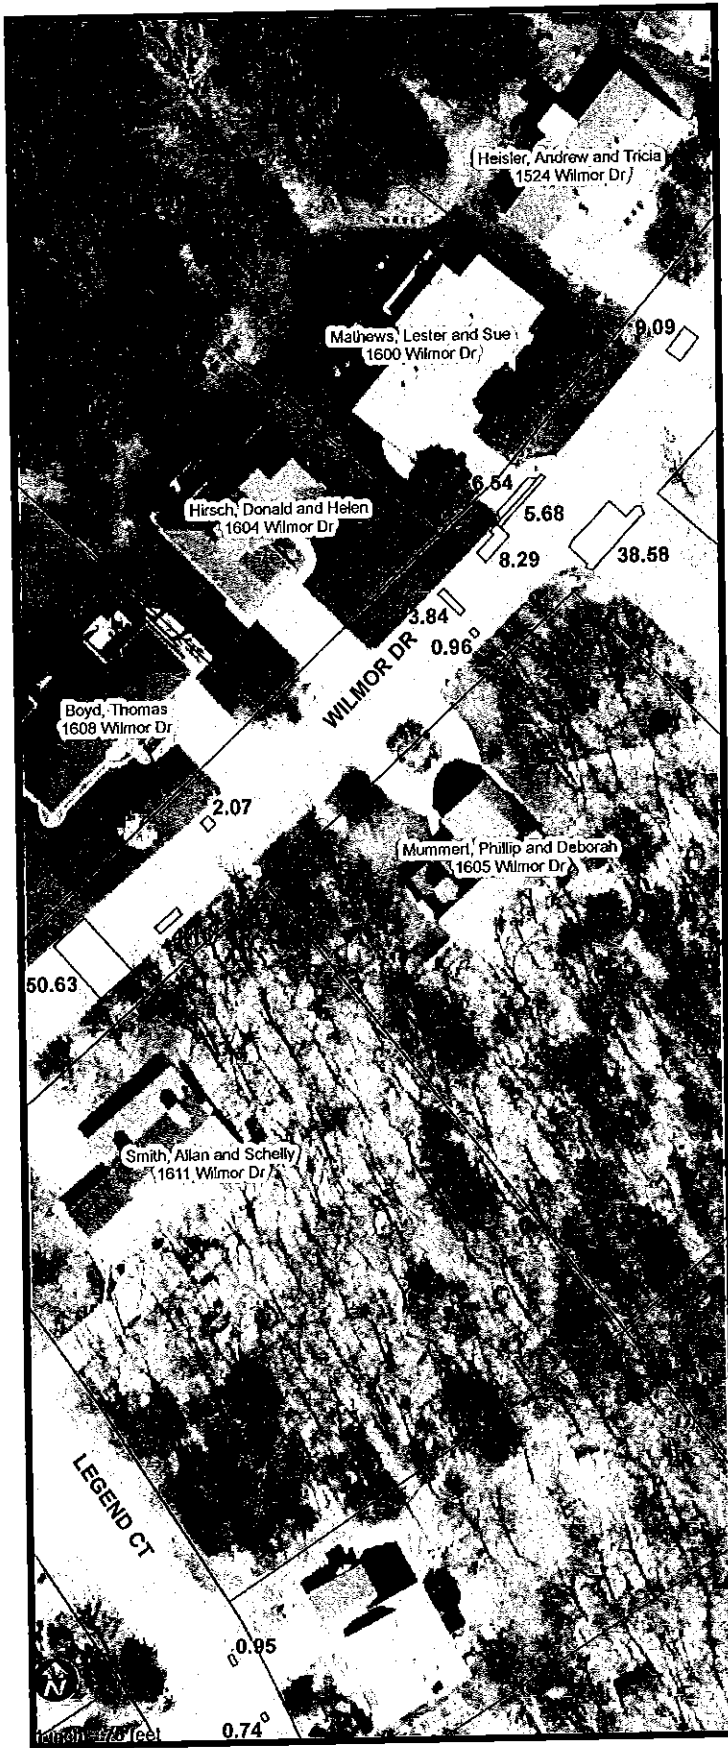 Heisler, Andrew and Tricia
1524 Wilmor Dr
9.09
Mathews, Lester and Sue
1600 Wilmor Dr
6.54
5.68
Hirsch, Donald and Helen
1604 Wilmor Dr
8.29
38.58
3.84
0.96
WILMOR DR
Boyd, Thomas
1608 Wilmor Dr
2.07
Mummert, Phillip and Deborah
1605 Wilmor Dr
50.63
Smith, Allan and Schelly
1611 Wilmor Dr
LEGEND CT
0.95
N
feet
0.74